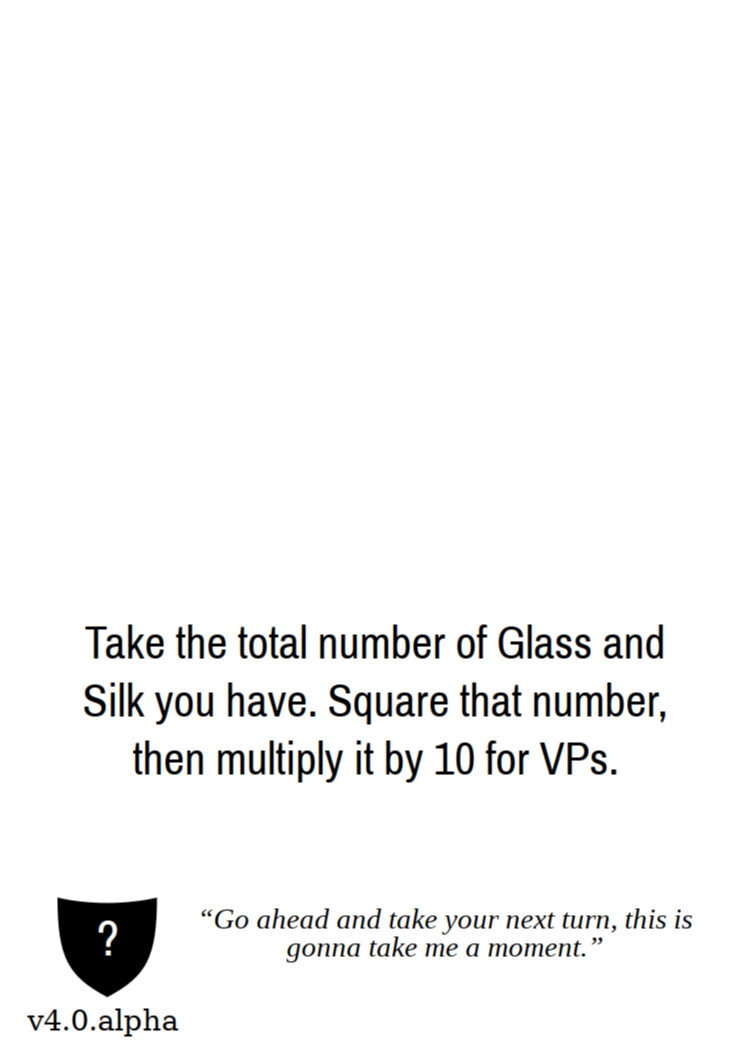 Take the total number of Glass and
Silk you have. Square that number,
then multiply it by 10 for VPs.
?
“Go ahead and take your next turn, this is
gonna take me a moment.”
v4.0.alpha